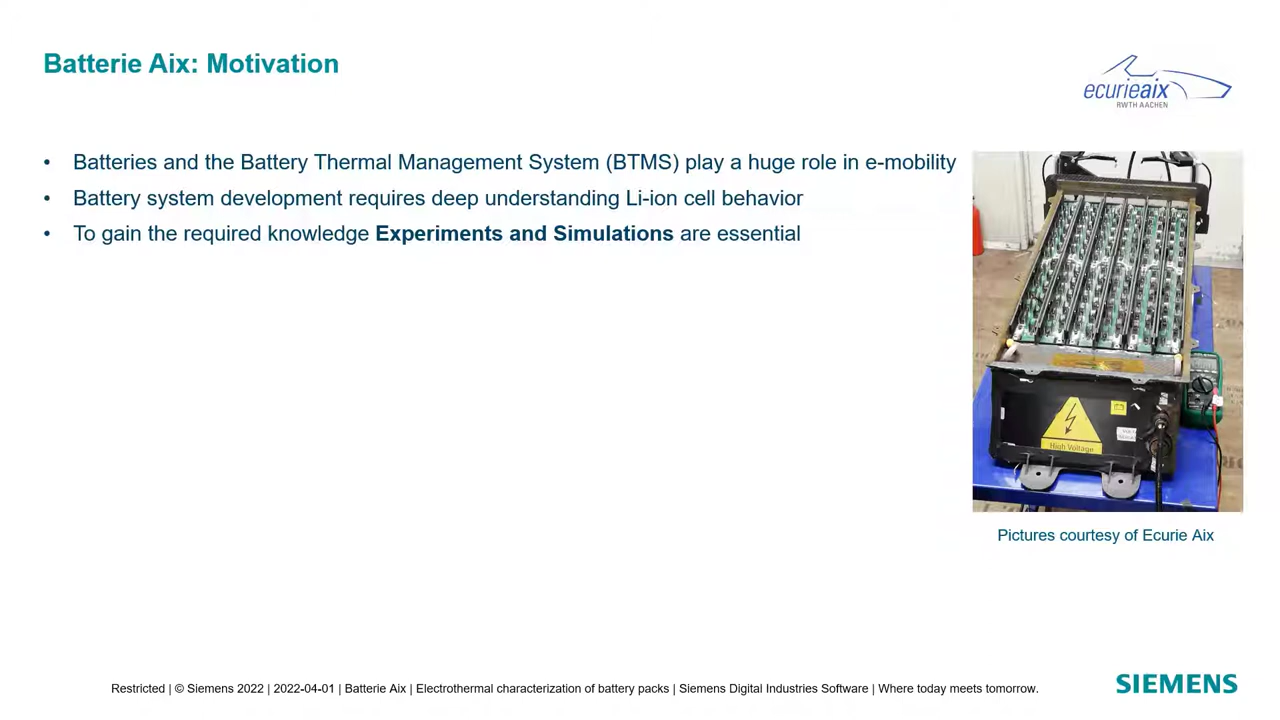 Batterie Aix: Motivation
ecurieaix
RWTH AACHEN
• Batteries and the Battery Thermal Management System (BTMS) play a huge role in e-mobility
• Battery system development requires deep understanding Li-ion cell behavior
• To gain the required knowledge Experiments and Simulations are essential
High Voltage
Pictures courtesy of Ecurie Aix
Restricted | © Siemens 2022 | 2022-04-01 | Batterie Aix | Electrothermal characterization of battery packs | Siemens Digital Industries Software | Where today meets tomorrow.
SIEMENS